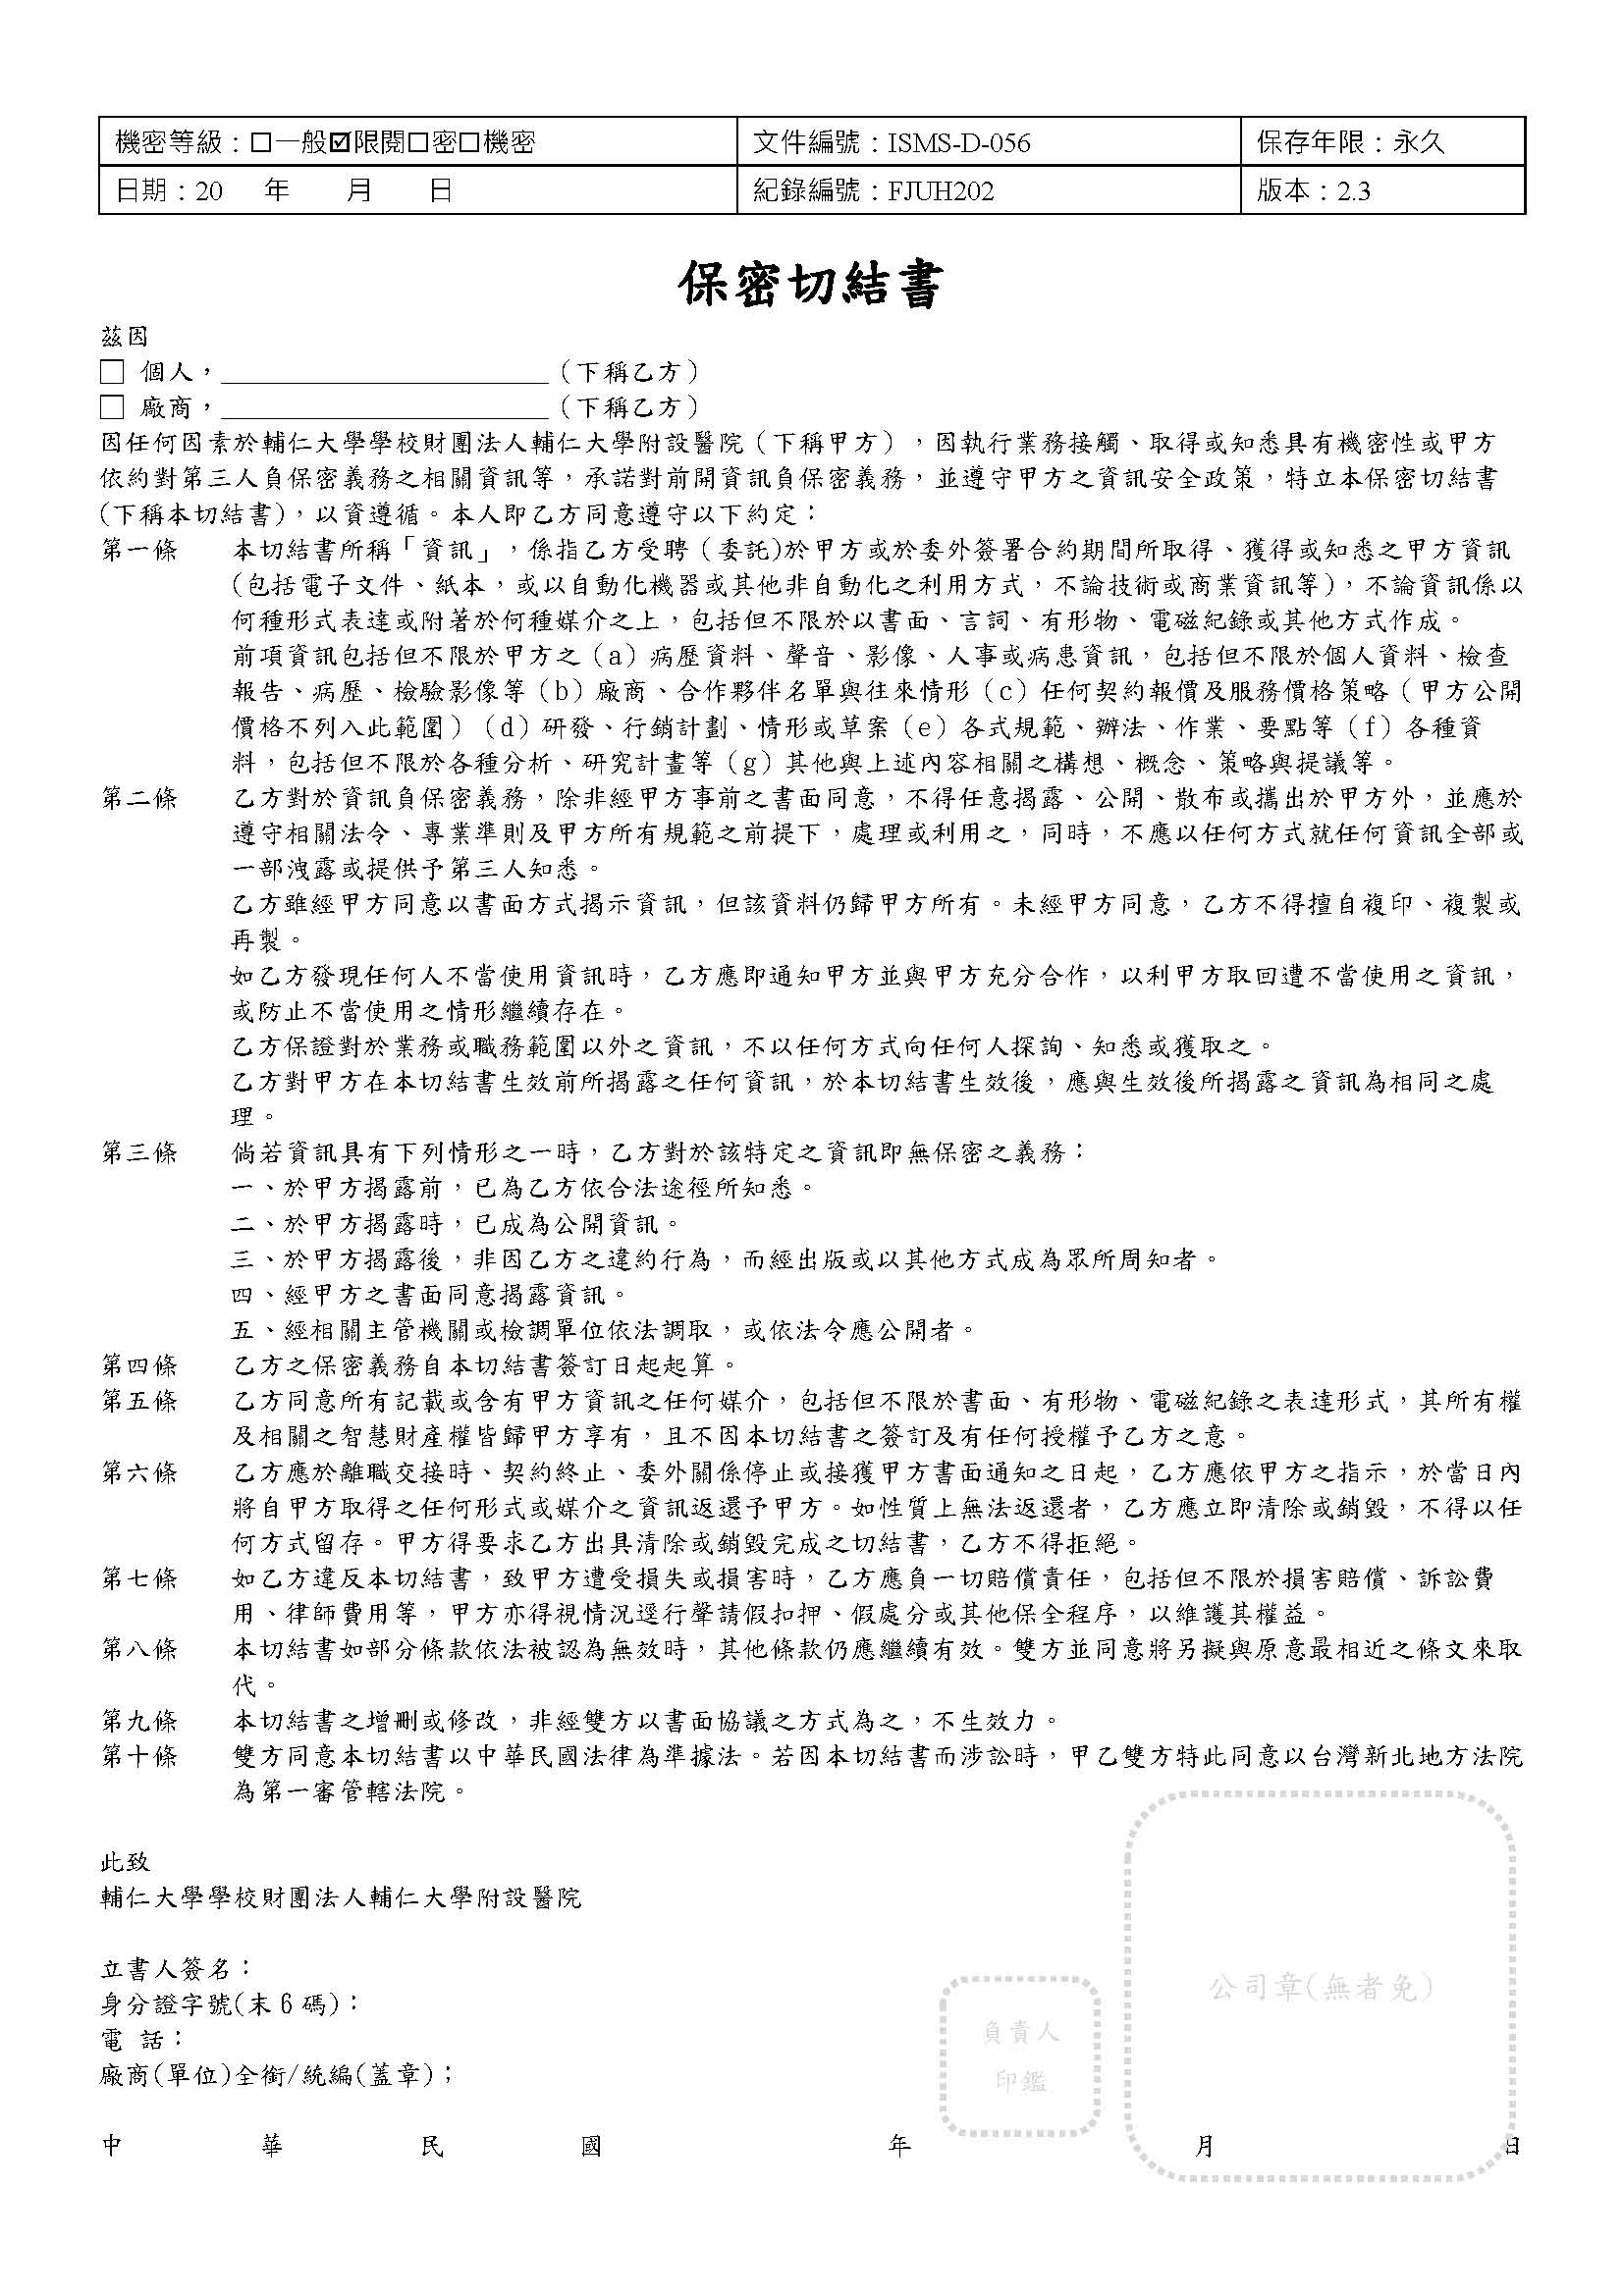 機密等級：□一般☑限閱□密□機密 文件編號：ISMS-D-056 保存年限：永久
日期：20 年 月 日 紀錄編號：FJUH202 版本：2.3
保密切結書
茲因
□ 個人，________________________（下稱乙方）
□ 廠商，________________________（下稱乙方）
因任何因素於輔仁大學學校財團法人輔仁大學附設醫院（下稱甲方），因執行業務接觸、取得或知悉具有機密性或甲方
依約對第三人負保密義務之相關資訊等，承諾對前開資訊負保密義務，並遵守甲方之資訊安全政策，特立本保密切結書
(下稱本切結書)，以資遵循。本人即乙方同意遵守以下約定：
第一條 本切結書所稱「資訊」，係指乙方受聘（委託)於甲方或於委外簽署合約期間所取得、獲得或知悉之甲方資訊
(包括電子文件、紙本，或以自動化機器或其他非自動化之利用方式，不論技術或商業資訊等)，不論資訊係以
何種形式表達或附著於何種媒介之上，包括但不限於以書面、言詞、有形物、電磁紀錄或其他方式作成。
前項資訊包括但不限於甲方之（a）病歷資料、聲音、影像、人事或病患資訊，包括但不限於個人資料、檢查
報告、病歷、檢驗影像等（b）廠商、合作夥伴名單與往來情形（c）任何契約報價及服務價格策略（甲方公開
價格不列入此範圍）（d）研發、行銷計劃、情形或草案（e）各式規範、辦法、作業、要點等（f）各種資
料，包括但不限於各種分析、研究計畫等（g）其他與上述內容相關之構想、概念、策略與提議等。
第二條 乙方對於資訊負保密義務，除非經甲方事前之書面同意，不得任意揭露、公開、散布或攜出於甲方外，並應於
遵守相關法令、專業準則及甲方所有規範之前提下，處理或利用之，同時，不應以任何方式就任何資訊全部或
一部洩露或提供予第三人知悉。
乙方雖經甲方同意以書面方式揭示資訊，但該資料仍歸甲方所有。未經甲方同意，乙方不得擅自複印、複製或
再製。
如乙方發現任何人不當使用資訊時，乙方應即通知甲方並與甲方充分合作，以利甲方取回遭不當使用之資訊，
或防止不當使用之情形繼續存在。
乙方保證對於業務或職務範圍以外之資訊，不以任何方式向任何人探詢、知悉或獲取之。
乙方對甲方在本切結書生效前所揭露之任何資訊，於本切結書生效後，應與生效後所揭露之資訊為相同之處
理。
第三條 倘若資訊具有下列情形之一時，乙方對於該特定之資訊即無保密之義務：
一、於甲方揭露前，已為乙方依合法途徑所知悉。
二、於甲方揭露時，已成為公開資訊。
三、於甲方揭露後，非因乙方之違約行為，而經出版或以其他方式成為眾所周知者。
四、經甲方之書面同意揭露資訊。
五、經相關主管機關或檢調單位依法調取，或依法令應公開者。
第四條 乙方之保密義務自本切結書簽訂日起起算。
第五條 乙方同意所有記載或含有甲方資訊之任何媒介，包括但不限於書面、有形物、電磁紀錄之表達形式，其所有權
及相關之智慧財產權皆歸甲方享有，且不因本切結書之簽訂及有任何授權予乙方之意。
第六條 乙方應於離職交接時、契約終止、委外關係停止或接獲甲方書面通知之日起，乙方應依甲方之指示，於當日內
將自甲方取得之任何形式或媒介之資訊返還予甲方。如性質上無法返還者，乙方應立即清除或銷毀，不得以任
何方式留存。甲方得要求乙方出具清除或銷毀完成之切結書，乙方不得拒絕。
第七條 如乙方違反本切結書，致甲方遭受損失或損害時，乙方應負一切賠償責任，包括但不限於損害賠償、訴訟費
用、律師費用等，甲方亦得視情況逕行聲請假扣押、假處分或其他保全程序，以維護其權益。
第八條 本切結書如部分條款依法被認為無效時，其他條款仍應繼續有效。雙方並同意將另擬與原意最相近之條文來取
代。
第九條 本切結書之增刪或修改，非經雙方以書面協議之方式為之，不生效力。
第十條 雙方同意本切結書以中華民國法律為準據法。若因本切結書而涉訟時，甲乙雙方特此同意以台灣新北地方法院
為第一審管轄法院。
此致
輔仁大學學校財團法人輔仁大學附設醫院
立書人簽名：
身分證字號(末6碼)：
電 話：
廠商(單位)全銜/統編(蓋章)；
負責人
印鑑
公司章(無者免)
中 華 民 國 年 月 日